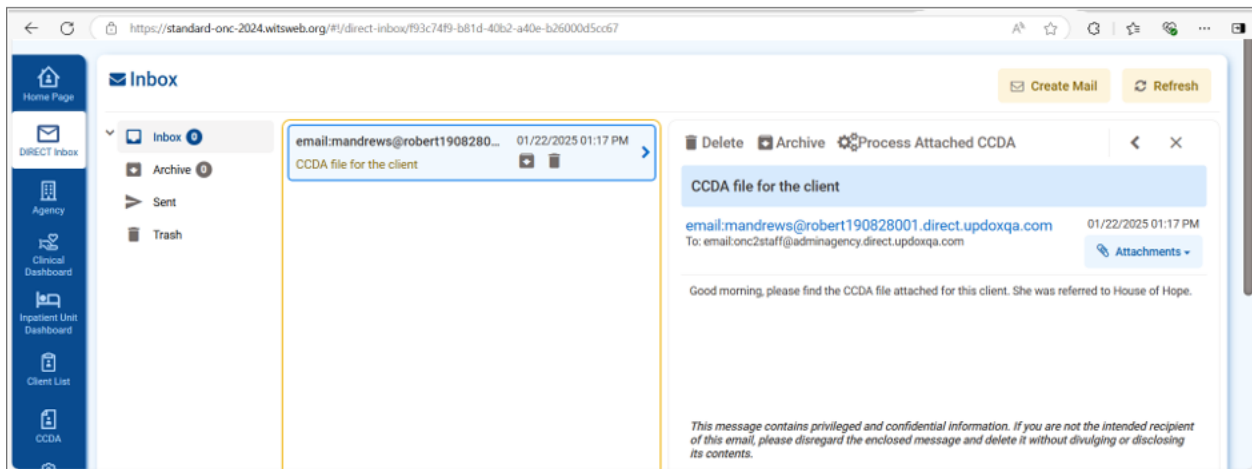 https://standard-onc-2024.witsweb.org/#!/direct-inbox/f93c74f9-b81d-40b2-a40e-b26000d5cc67
Home Page
DIRECT Inbox
Agency
Clinical
Dashboard
Inpatient Unit
Dashboard
Client List
CCDA
Inbox
Create Mail
Refresh
Inbox 0
Archive 0
Sent
Trash
email:mandrews@robert1908280... 01/22/2025 01:17 PM
CCDA file for the client
Delete Archive Process Attached CCDA
CCDA file for the client
email:mandrews@robert190828001.direct.updoxqa.com 01/22/2025 01:17 PM
To: email:onc2staff@adminagency.direct.updoxqa.com
Attachments
Good morning, please find the CCDA file attached for this client. She was referred to House of Hope.
This message contains privileged and confidential information. If you are not the intended recipient
of this email, please disregard the enclosed message and delete it without divulging or disclosing
its contents.